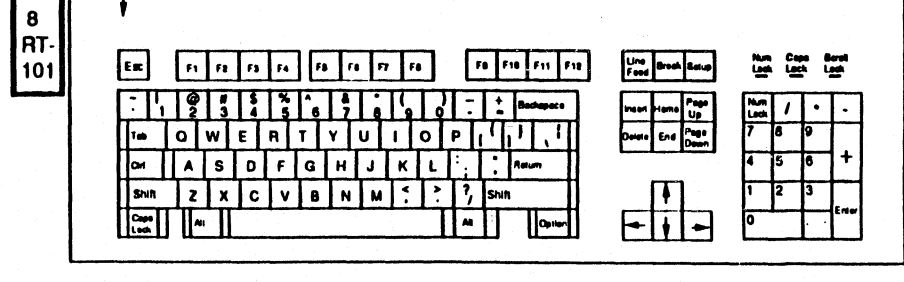 8
RT-
101
Esc F1 F2 F3 F4 F5 F6 F7 F8 F9 F10 F11 F12 Line Feed Break Setup Num Lock Caps Lock Scroll Lock
! 1 @ 2 # 3 $ 4 % 5 ^ 6 & 7 * 8 ( 9 ) 0 - + = Backspace Insert Home Page Up Num Lock / * -
Tab Q W E R T Y U I O P { [ } ] \ Delete End Page Down 7 8 9
Ctrl A S D F G H J K L : ; " Return 4 5 6 +
Shift Z X C V B N M < > ? / Shift 1 2 3 Enter
Caps Lock Alt Alt Option 0 .